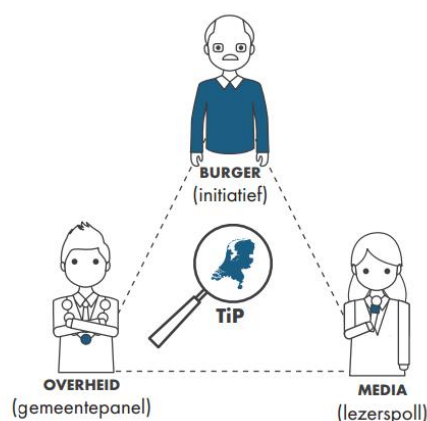 BURGER
(initiatief)
TiP
OVERHEID
(gemeentepanel)
MEDIA
(lezerspoll)